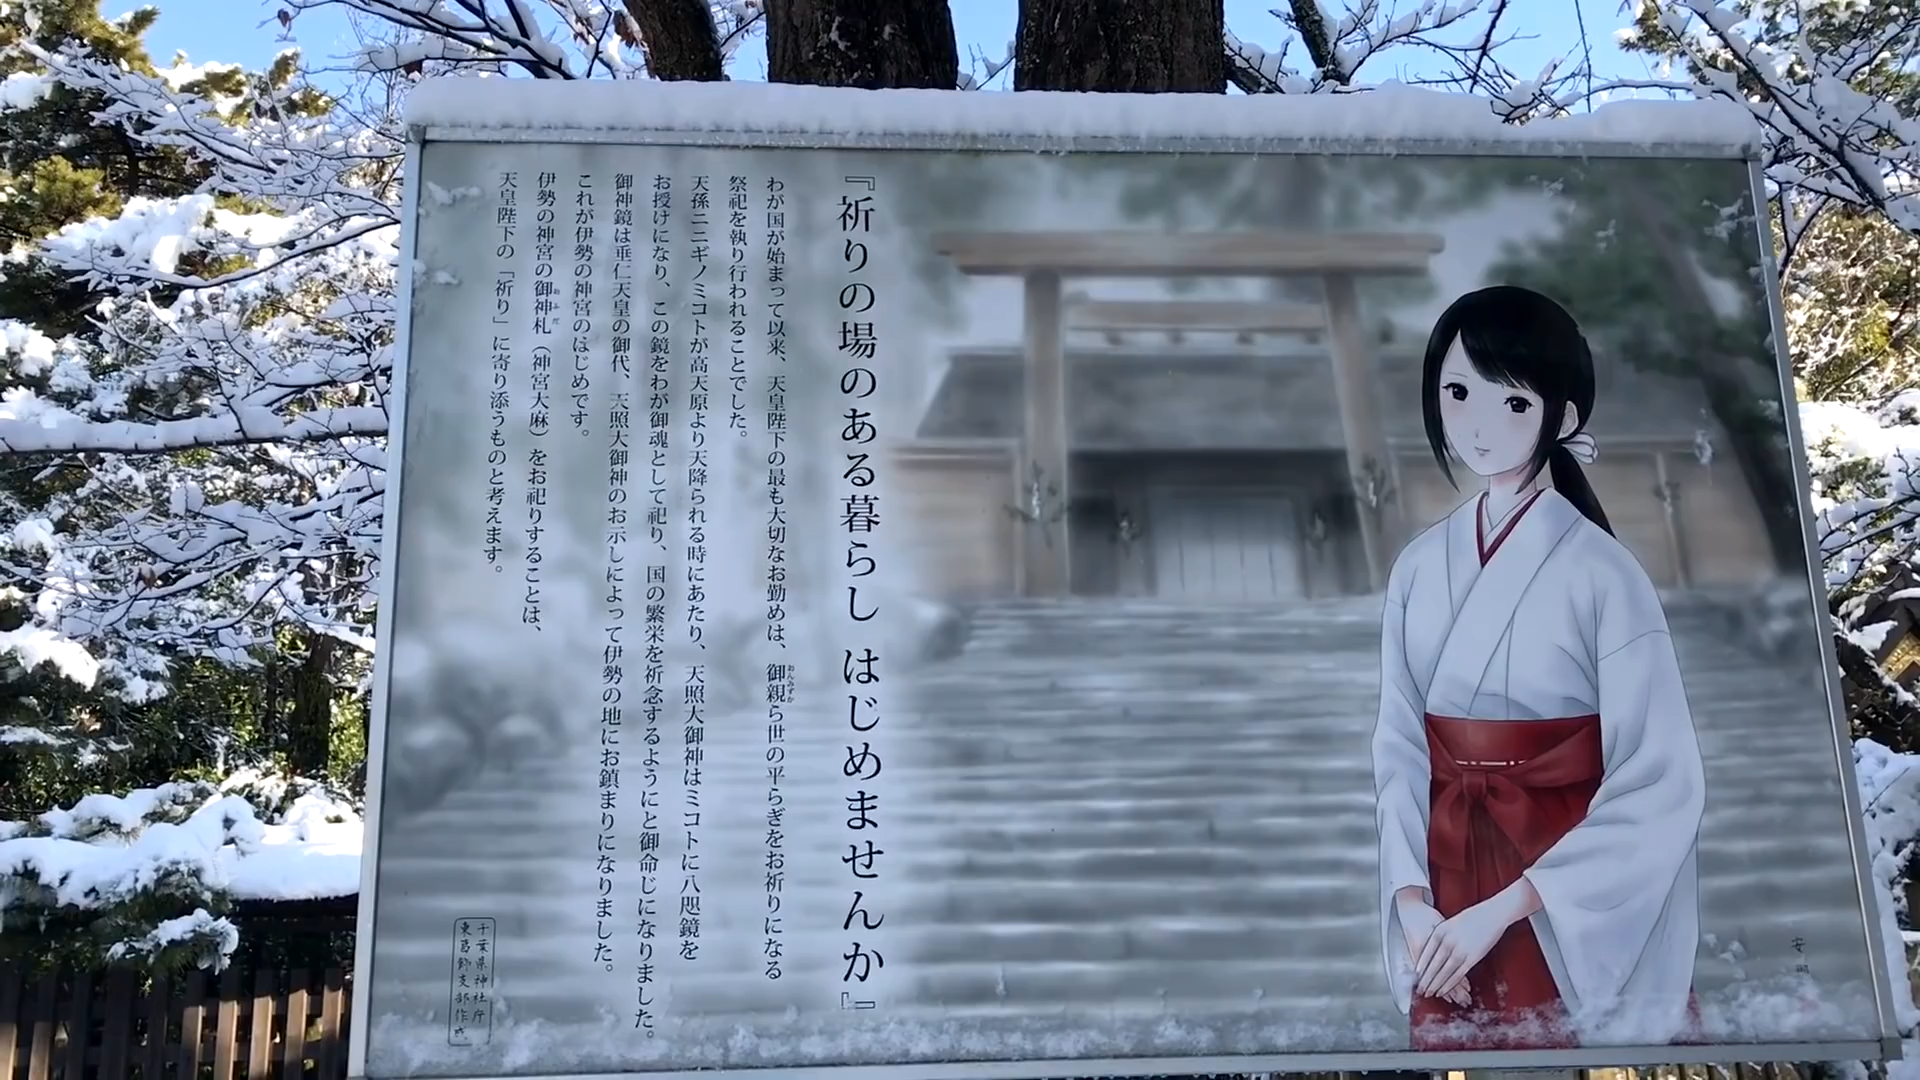 『祈りの場のある暮らし はじめませんか』
わが国が始まって以来、天皇陛下の最も大切なお勤めは、御親ら世の平らぎをお祈りになる
おんみずか
祭祀を執り行われることでした。
天孫ニニギノミコトが高天原より天降られる時にあたり、天照大御神はミコトに八咫鏡を
お授けになり、この鏡をわが御魂として祀り、国の繁栄を祈念するようにと御命じになりました。
御神鏡は垂仁天皇の御代、天照大御神のお示しによって伊勢の地にお鎮まりになりました。
これが伊勢の神宮のはじめです。
伊勢の神宮の御神札（神宮大麻）をお祀りすることは、
おふだ
天皇陛下の「祈り」に寄り添うものと考えます。
千葉県神社庁
東葛飾支部作成